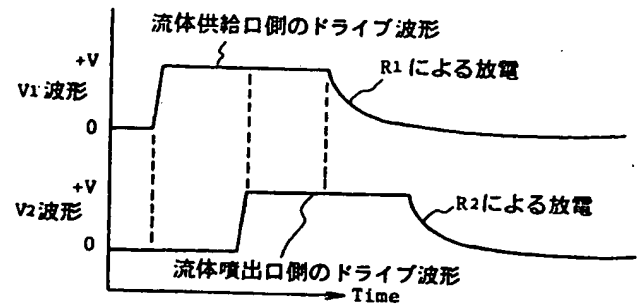 流体供給口側のドライブ波形
+V
R1による放電
V1波形
0
+V
V2波形
R2による放電
0
流体噴出口側のドライブ波形
Time